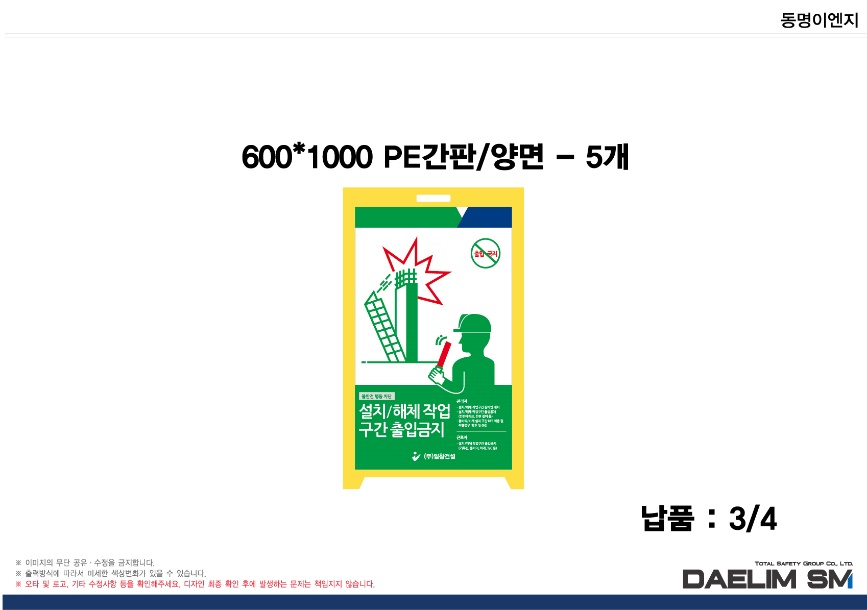 동명이엔지
600*1000 PE간판/양면 - 5개
출입 금지
설치/해체 작업
구간 출입금지
관리자
근로자
납품 : 3/4
※ 이미지의 무단 공유 · 수정을 금지합니다.
※ 출력방식에 따라서 미세한 색상변화가 있을 수 있습니다.
※ 오타 및 로고, 기타 수정사항 등을 확인해주세요. 디자인 최종 확인 후에 발생하는 문제는 책임지지 않습니다.
TOTAL SAFETY GROUP CO., LTD.
DAELIM SM